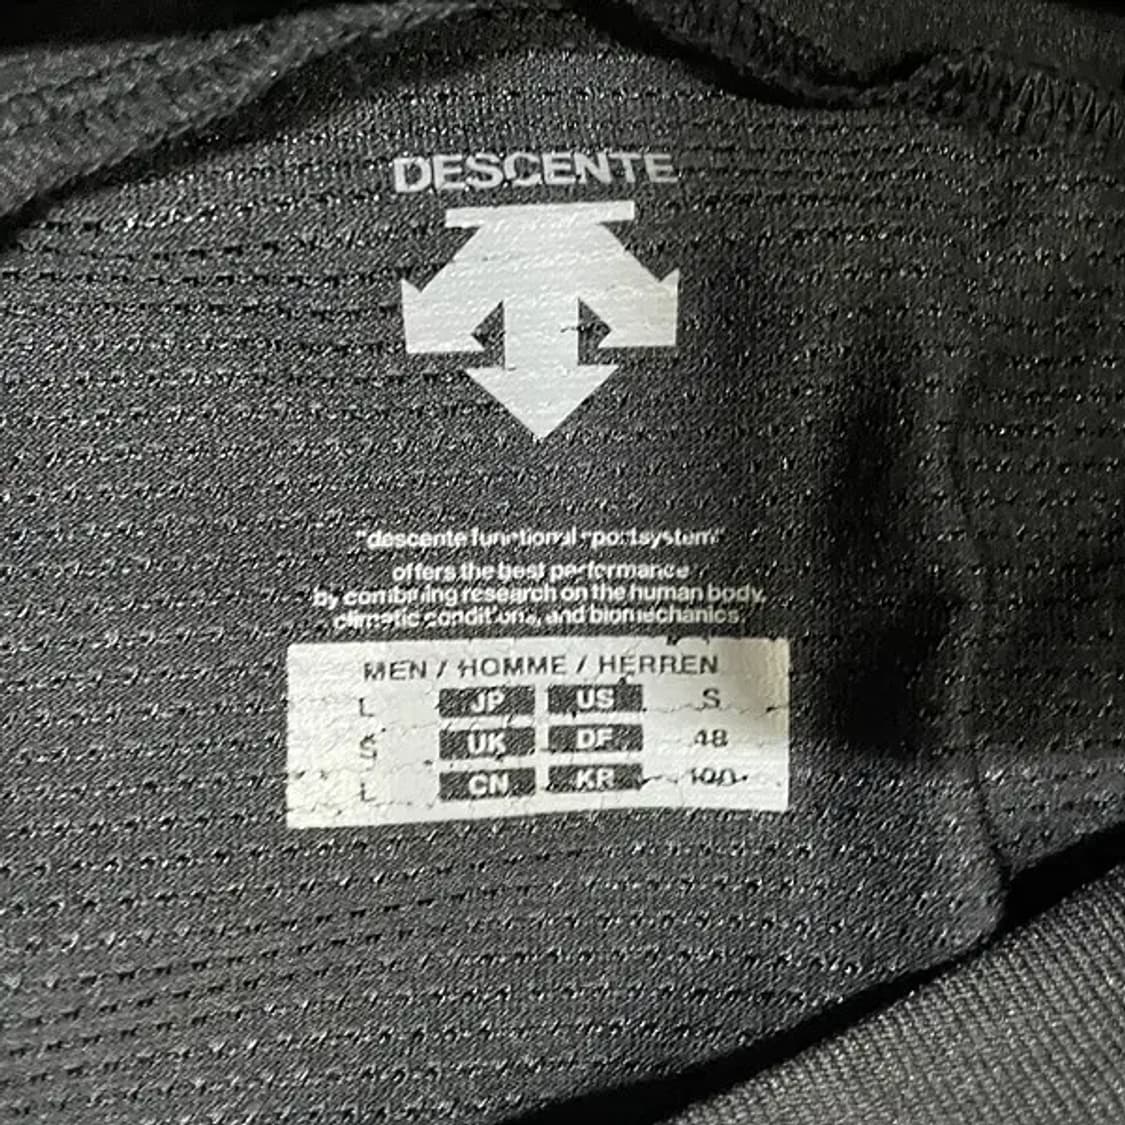 DESCENTE
"descente functional sportsystem"
offers the best performance
by combining research on the human body,
climatic conditions, and biomechanics.
MEN / HOMME / HERREN
L JP US S
S UK DE 48
L CN KR 100